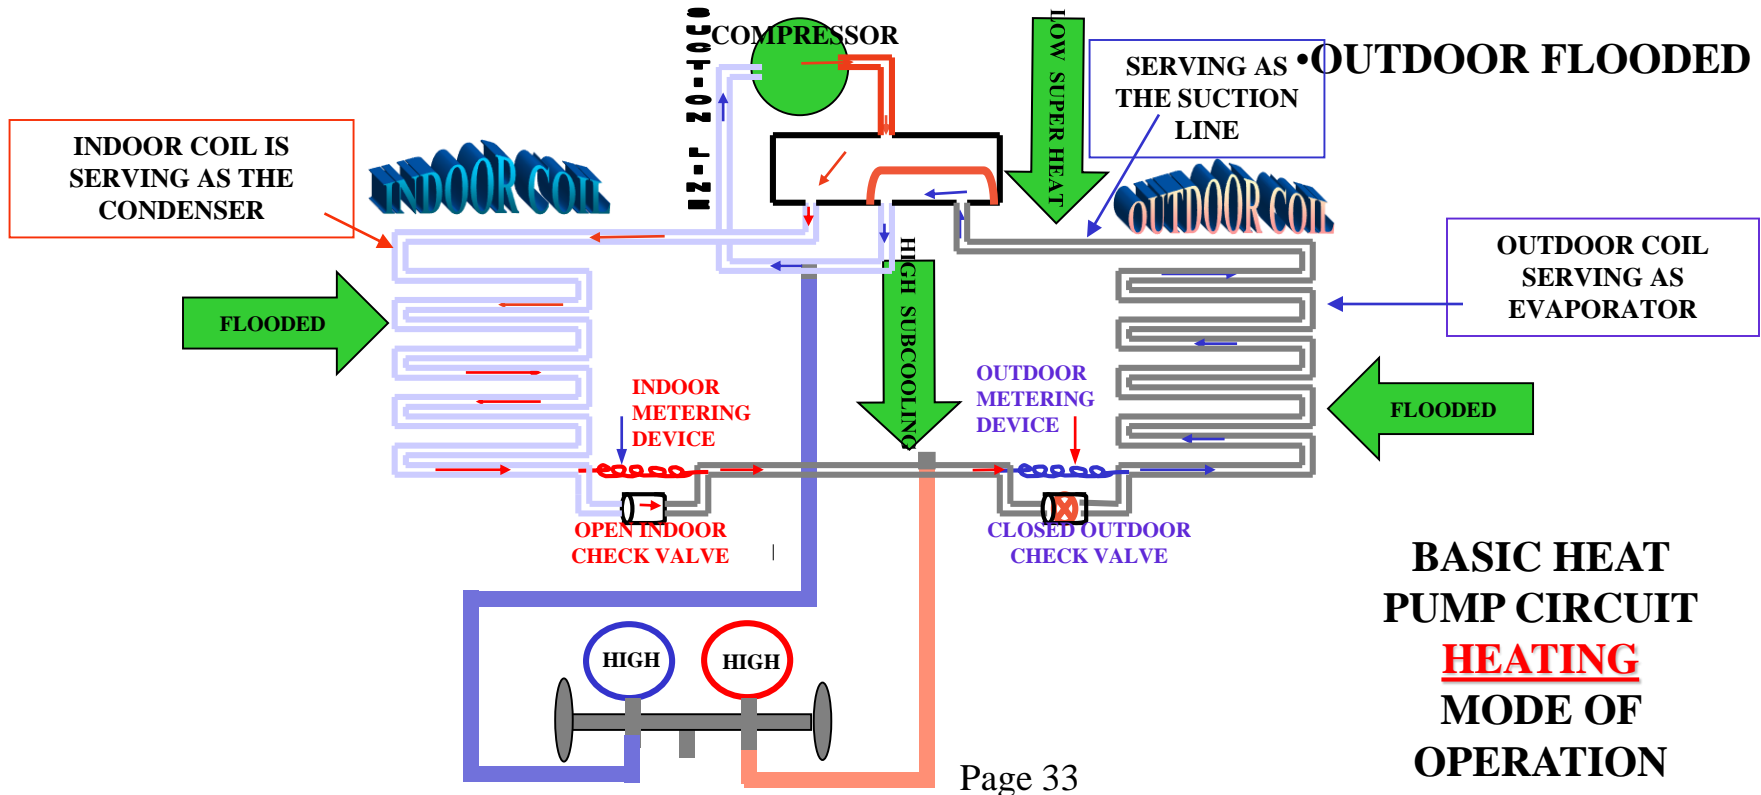 COMPRESSOR
LOW SUPER HEAT
SERVING AS
THE SUCTION
LINE
•OUTDOOR FLOODED
INDOOR COIL IS
SERVING AS THE
CONDENSER
INDOOR COIL
OUTDOOR COIL
OUTDOOR COIL
SERVING AS
EVAPORATOR
FLOODED
HIGH SUBCOOLING
FLOODED
INDOOR
METERING
DEVICE
OUTDOOR
METERING
DEVICE
OPEN INDOOR
CHECK VALVE
CLOSED OUTDOOR
CHECK VALVE
HIGH
HIGH
BASIC HEAT
PUMP CIRCUIT
HEATING
MODE OF
OPERATION
Page 33